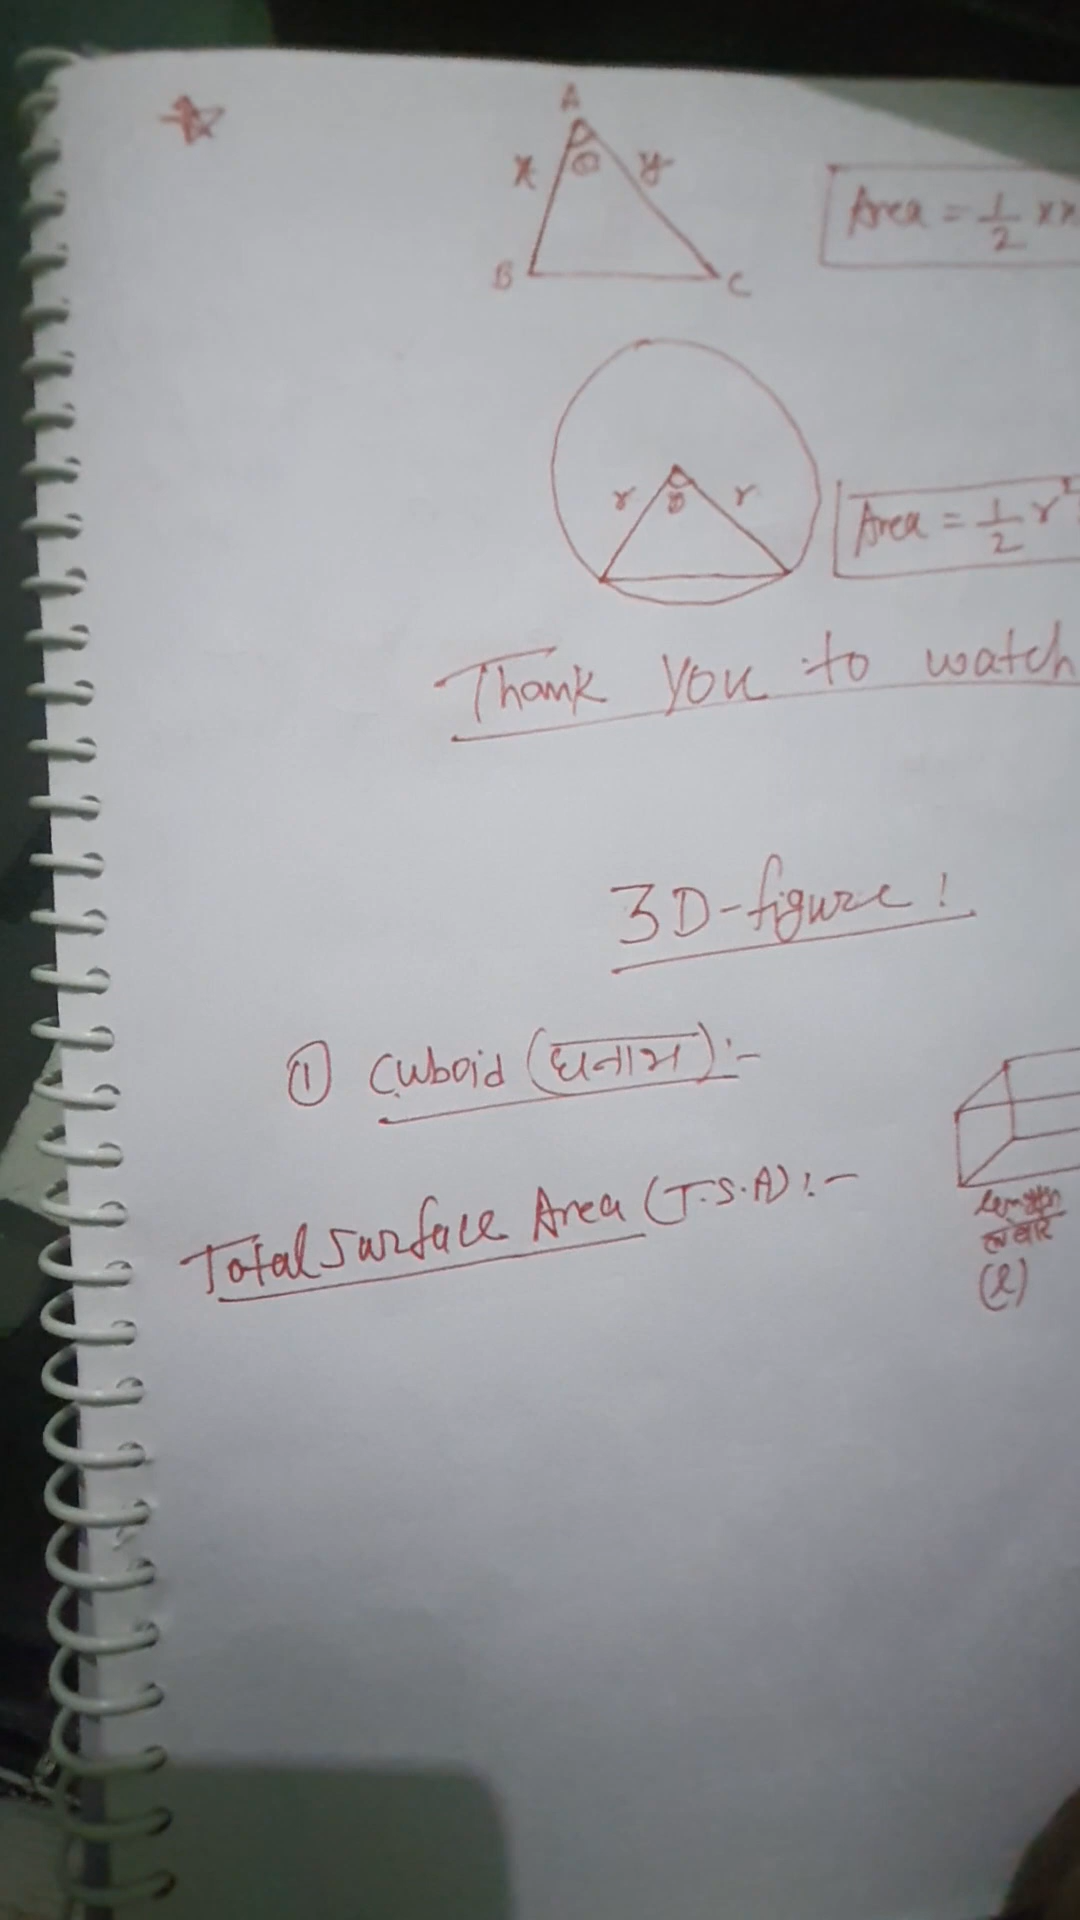 A
x θ y
B C
Area = 1/2 x x
r θ r
Area = 1/2 r²
Thank you to watch
3D-figure!
① Cuboid (घनाभ):-
Total Surface Area (T.S.A):-
Length
(l)